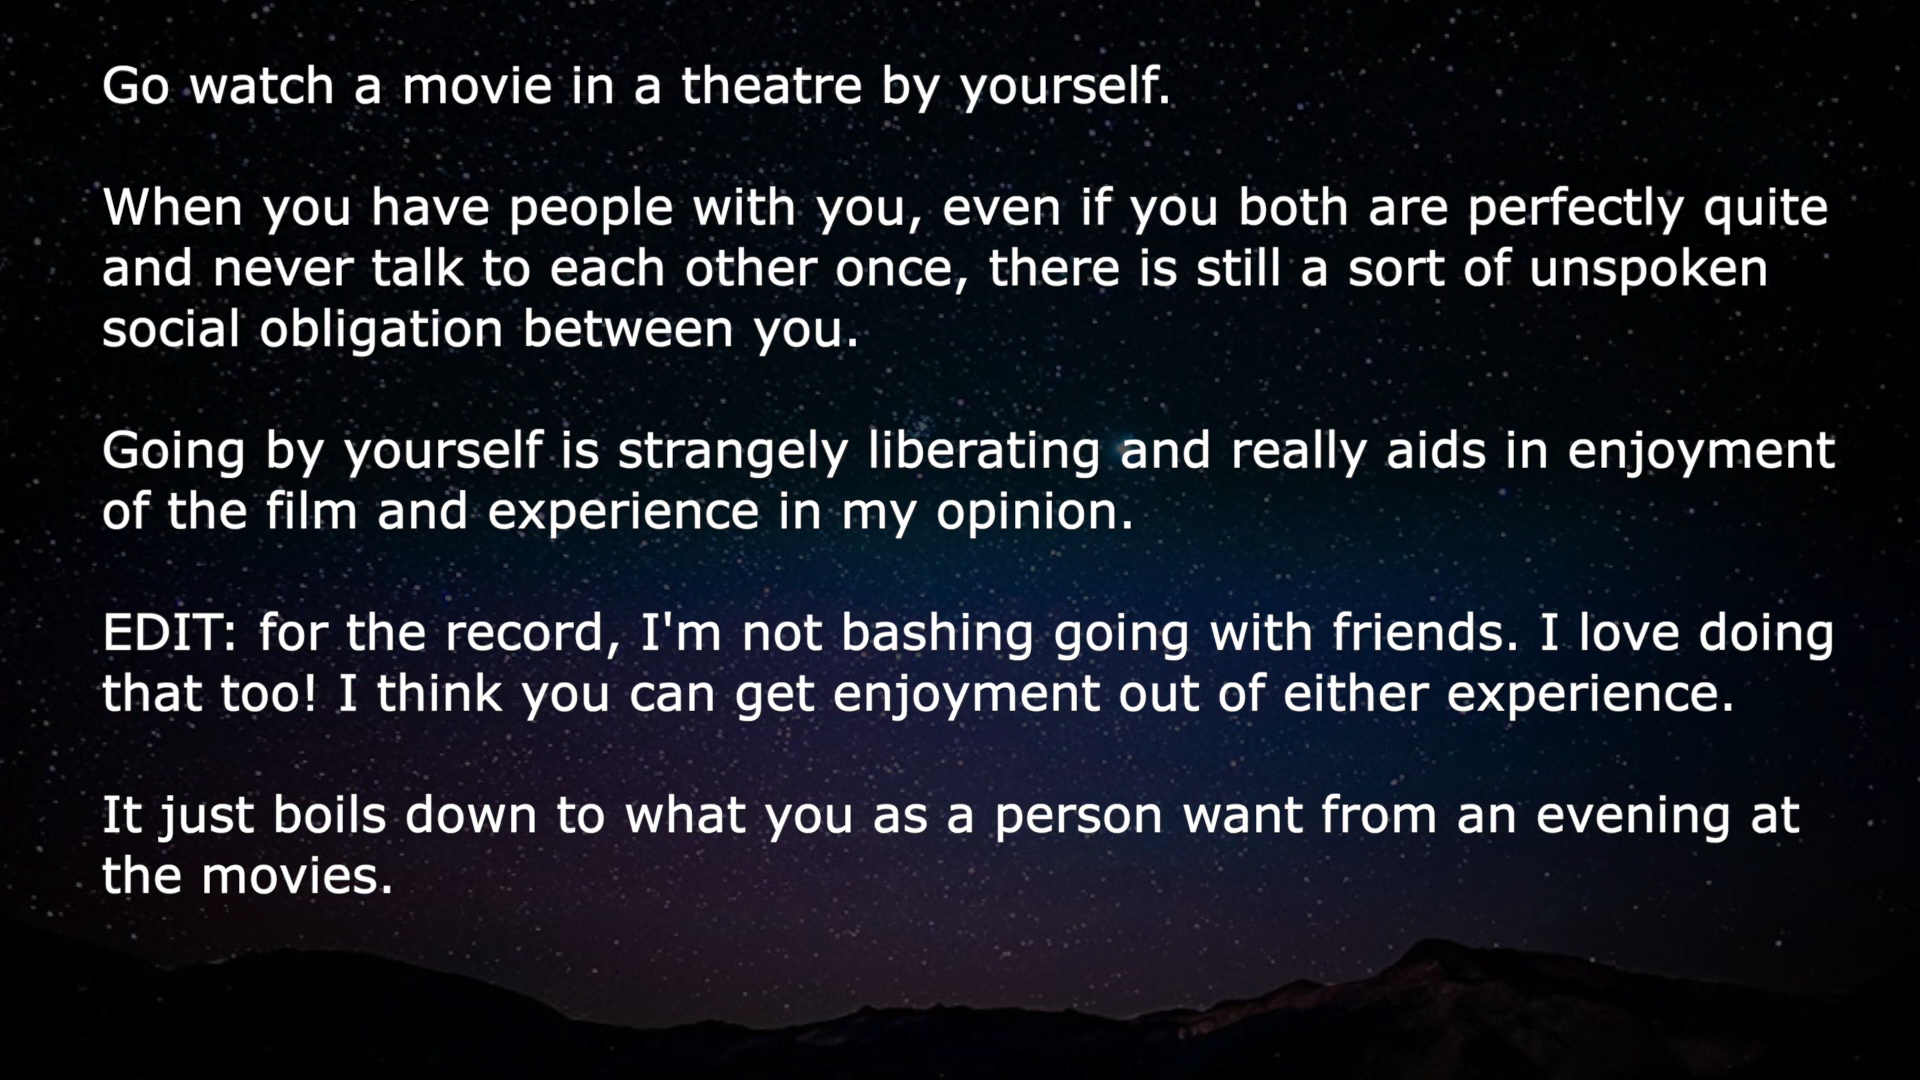 Go watch a movie in a theatre by yourself.
When you have people with you, even if you both are perfectly quite
and never talk to each other once, there is still a sort of unspoken
social obligation between you.
Going by yourself is strangely liberating and really aids in enjoyment
of the film and experience in my opinion.
EDIT: for the record, I'm not bashing going with friends. I love doing
that too! I think you can get enjoyment out of either experience.
It just boils down to what you as a person want from an evening at
the movies.